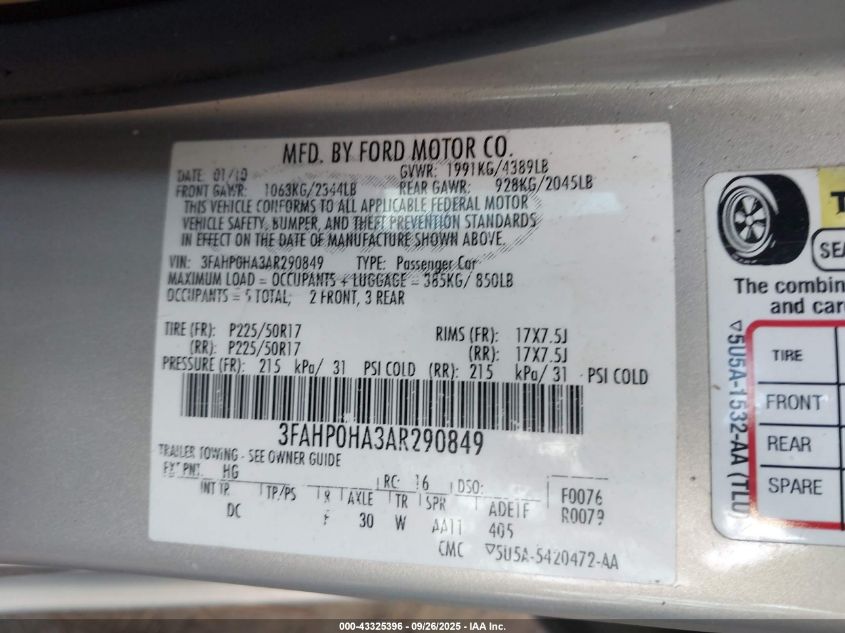 MFD. BY FORD MOTOR CO.
DATE: 01/10 GVWR: 1991KG/4389LB
FRONT GAWR: 1063KG/2344LB REAR GAWR: 928KG/2045LB
THIS VEHICLE CONFORMS TO ALL APPLICABLE FEDERAL MOTOR
VEHICLE SAFETY, BUMPER, AND THEFT PREVENTION STANDARDS
IN EFFECT ON THE DATE OF MANUFACTURE SHOWN ABOVE.
VIN: 3FAHP0HA3AR290849 TYPE: Passenger Car
MAXIMUM LOAD = OCCUPANTS + LUGGAGE = 385KG/ 850LB
OCCUPANTS = 5 TOTAL; 2 FRONT, 3 REAR
TIRE (FR): P225/50R17 RIMS (FR): 17X7.5J
(RR): P225/50R17 (RR): 17X7.5J
PRESSURE (FR): 215 kPa/ 31 PSI COLD (RR): 215 kPa/ 31 PSI COLD
3FAHP0HA3AR290849
TRAILER TOWING - SEE OWNER GUIDE
EXT PNT: HG RC: 16 DSO: F0076
INT TR TP/PS R AXLE TR SPR ADE1F R0079
DC F 30 W AA11 405
CMC ▽5U5A-5420472-AA
SEA
The combin
and car
TIRE
FRONT
REAR
SPARE
▽5U5A-1532-AA (TLU)
000-43325396 - 09/26/2025 - IAA Inc.